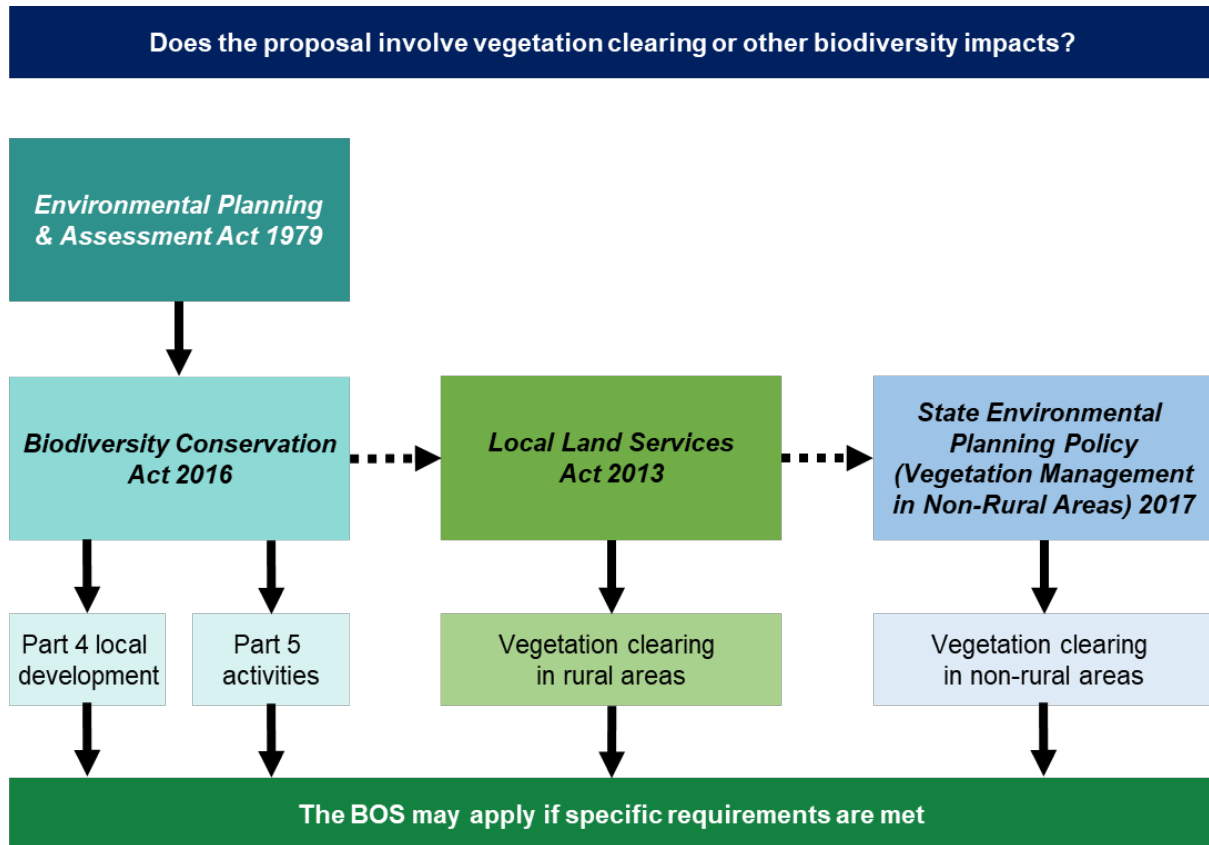 Does the proposal involve vegetation clearing or other biodiversity impacts?
Environmental Planning
& Assessment Act 1979
Biodiversity Conservation
Act 2016
Local Land Services
Act 2013
State Environmental
Planning Policy
(Vegetation Management
in Non-Rural Areas) 2017
Part 4 local
development
Part 5
activities
Vegetation clearing
in rural areas
Vegetation clearing
in non-rural areas
The BOS may apply if specific requirements are met